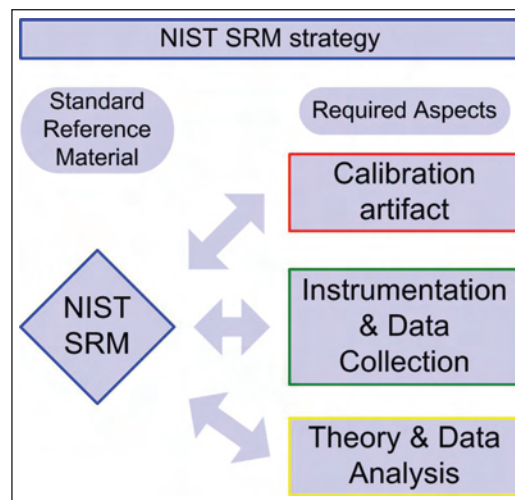 NIST SRM strategy
Standard
Reference
Material
Required Aspects
Calibration
artifact
NIST
SRM
Instrumentation
& Data
Collection
Theory & Data
Analysis